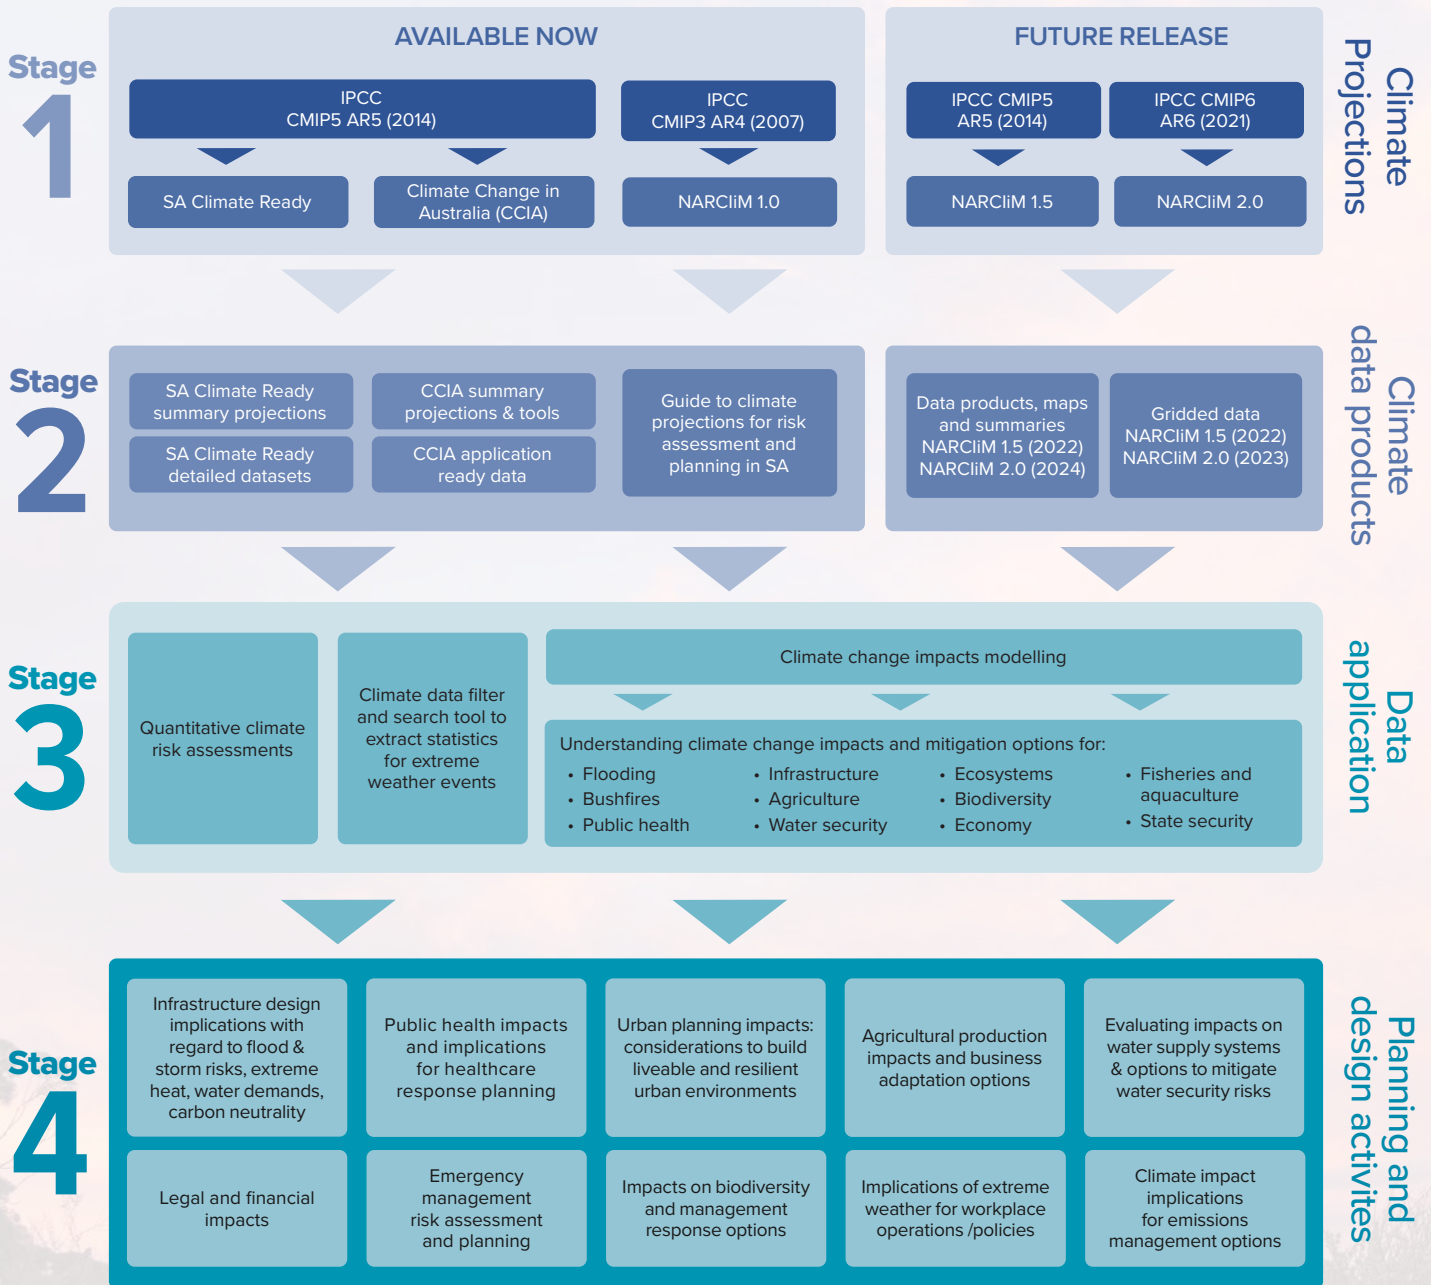 Stage
1
AVAILABLE NOW
FUTURE RELEASE
IPCC
CMIP5 AR5 (2014)
IPCC
CMIP3 AR4 (2007)
IPCC CMIP5
AR5 (2014)
IPCC CMIP6
AR6 (2021)
SA Climate Ready
Climate Change in
Australia (CCIA)
NARCliM 1.0
NARCliM 1.5
NARCliM 2.0
Climate
Projections
Stage
2
SA Climate Ready
summary projections
CCIA summary
projections & tools
SA Climate Ready
detailed datasets
CCIA application
ready data
Guide to climate
projections for risk
assessment and
planning in SA
Data products, maps
and summaries
NARCliM 1.5 (2022)
NARCliM 2.0 (2024)
Gridded data
NARCliM 1.5 (2022)
NARCliM 2.0 (2023)
Climate
data products
Stage
3
Quantitative climate
risk assessments
Climate data filter
and search tool to
extract statistics
for extreme
weather events
Climate change impacts modelling
Understanding climate change impacts and mitigation options for:
• Flooding
• Bushfires
• Public health
• Infrastructure
• Agriculture
• Water security
• Ecosystems
• Biodiversity
• Economy
• Fisheries and
aquaculture
• State security
Data
application
Stage
4
Infrastructure design
implications with
regard to flood &
storm risks, extreme
heat, water demands,
carbon neutrality
Public health impacts
and implications
for healthcare
response planning
Urban planning impacts:
considerations to build
liveable and resilient
urban environments
Agricultural production
impacts and business
adaptation options
Evaluating impacts on
water supply systems
& options to mitigate
water security risks
Legal and financial
impacts
Emergency
management
risk assessment
and planning
Impacts on biodiversity
and management
response options
Implications of extreme
weather for workplace
operations /policies
Climate impact
implications
for emissions
management options
Planning and
design activites